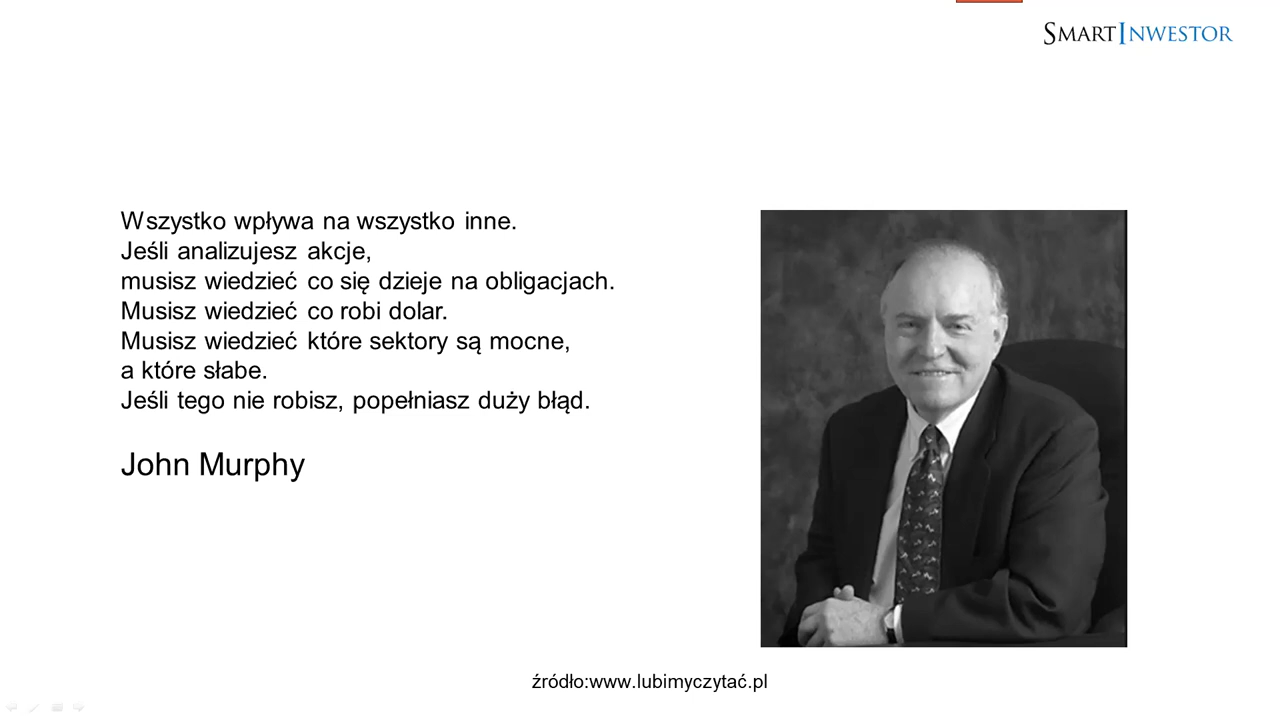 SMARTINWESTOR
Wszystko wpływa na wszystko inne.
Jeśli analizujesz akcje,
musisz wiedzieć co się dzieje na obligacjach.
Musisz wiedzieć co robi dolar.
Musisz wiedzieć które sektory są mocne,
a które słabe.
Jeśli tego nie robisz, popełniasz duży błąd.
John Murphy
źródło:www.lubimyczytać.pl